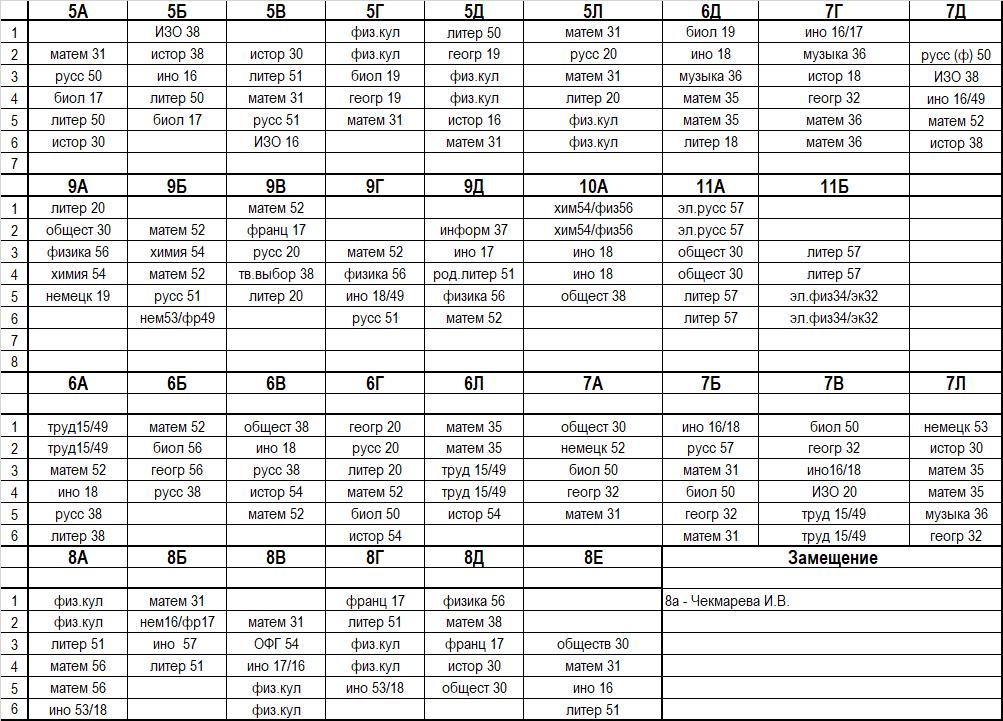 5А 5Б 5В 5Г 5Д 5Л 6Д 7Г 7Д
1 ИЗО 38 физ.кул литер 50 матем 31 биол 19 ино 16/17
2 матем 31 истор 38 истор 30 физ.кул геогр 19 русс 20 ино 18 музыка 36 русс (ф) 50
3 русс 50 ино 16 литер 51 биол 19 физ.кул матем 31 музыка 36 истор 18 ИЗО 38
4 биол 17 литер 50 матем 31 геогр 19 физ.кул литер 20 матем 35 геогр 32 ино 16/49
5 литер 50 биол 17 русс 51 матем 31 истор 16 физ.кул матем 35 матем 36 матем 52
6 истор 30 ИЗО 16 матем 31 физ.кул литер 18 матем 36 истор 38
7
9А 9Б 9В 9Г 9Д 10А 11А 11Б
1 литер 20 матем 52 хим54/физ56 эл.русс 57
2 общест 30 матем 52 франц 17 информ 37 хим54/физ56 эл.русс 57
3 физика 56 химия 54 русс 20 матем 52 ино 17 ино 18 общест 30 литер 57
4 химия 54 матем 52 тв.выбор 38 физика 56 род.литер 51 ино 18 общест 30 литер 57
5 немецк 19 русс 51 литер 20 ино 18/49 физика 56 общест 38 литер 57 эл.физ34/эк32
6 нем53/фр49 русс 51 матем 52 литер 57 эл.физ34/эк32
7
8
6А 6Б 6В 6Г 6Л 7А 7Б 7В 7Л
1 труд15/49 матем 52 общест 38 геогр 20 матем 35 общест 30 ино 16/18 биол 50 немецк 53
2 труд15/49 биол 56 ино 18 русс 20 матем 35 немецк 52 русс 57 геогр 32 истор 30
3 матем 52 геогр 56 русс 38 литер 20 труд 15/49 биол 50 матем 31 ино16/18 матем 35
4 ино 18 русс 38 истор 54 матем 52 труд 15/49 геогр 32 биол 50 ИЗО 20 матем 35
5 русс 38 матем 52 биол 50 истор 54 матем 31 геогр 32 труд 15/49 музыка 36
6 литер 38 истор 54 матем 31 труд 15/49 геогр 32
8А 8Б 8В 8Г 8Д 8Е Замещение
1 физ.кул матем 31 франц 17 физика 56 8а - Чекмарева И.В.
2 физ.кул нем16/фр17 матем 31 литер 51 матем 38
3 литер 51 ино 57 ОФГ 54 физ.кул франц 17 обществ 30
4 матем 56 литер 51 ино 17/16 физ.кул истор 30 матем 31
5 матем 56 физ.кул ино 53/18 общест 30 ино 16
6 ино 53/18 физ.кул литер 51